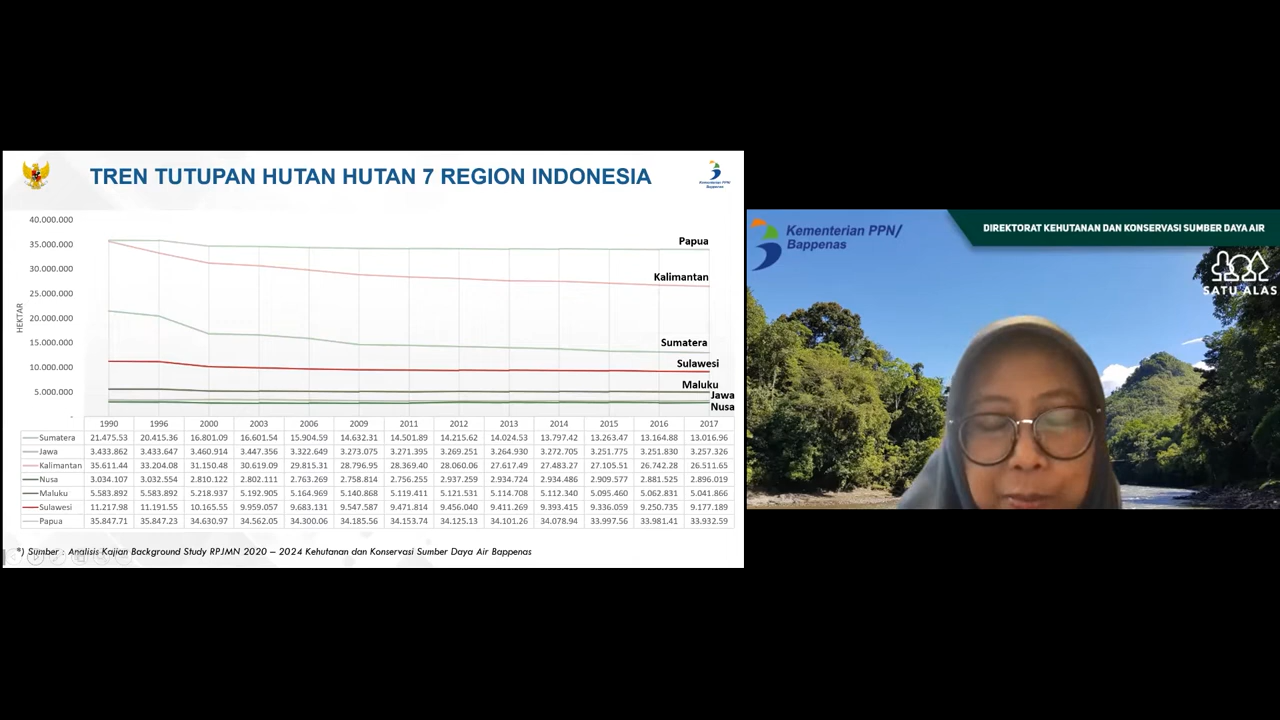 TREN TUTUPAN HUTAN HUTAN 7 REGION INDONESIA
Kementerian PPN/
Bappenas
40.000.000
35.000.000
30.000.000
25.000.000
20.000.000
15.000.000
10.000.000
5.000.000
-
HEKTAR
Papua
Kalimantan
Sumatera
Sulawesi
Maluku
Jawa
Nusa
1990 1996 2000 2003 2006 2009 2011 2012 2013 2014 2015 2016 2017
Sumatera 21.475.53 20.415.36 16.801.09 16.601.54 15.904.59 14.632.31 14.501.89 14.215.62 14.024.53 13.797.42 13.263.47 13.164.88 13.016.96
Jawa 3.433.862 3.433.647 3.460.914 3.447.356 3.322.649 3.273.075 3.271.395 3.269.251 3.264.930 3.272.705 3.251.775 3.251.830 3.257.326
Kalimantan 35.611.44 33.204.08 31.150.48 30.619.09 29.815.31 28.796.95 28.369.40 28.060.06 27.617.49 27.483.27 27.105.51 26.742.28 26.511.65
Nusa 3.034.107 3.032.554 2.810.122 2.802.111 2.763.269 2.758.814 2.756.255 2.937.259 2.934.724 2.934.486 2.909.577 2.881.525 2.896.019
Maluku 5.583.892 5.583.892 5.218.937 5.192.905 5.164.969 5.140.868 5.119.411 5.121.531 5.114.708 5.112.340 5.095.460 5.062.831 5.041.866
Sulawesi 11.217.98 11.191.55 10.165.55 9.959.057 9.683.131 9.547.587 9.471.814 9.456.040 9.411.269 9.393.415 9.336.059 9.250.735 9.177.189
Papua 35.847.71 35.847.23 34.630.97 34.562.05 34.300.06 34.185.56 34.153.74 34.125.13 34.101.26 34.078.94 33.997.56 33.981.41 33.932.59
*) Sumber : Analisis Kajian Background Study RPJMN 2020 – 2024 Kehutanan dan Konservasi Sumber Daya Air Bappenas
Kementerian PPN/
Bappenas
DIREKTORAT KEHUTANAN DAN KONSERVASI SUMBER DAYA AIR
SATU ALAS